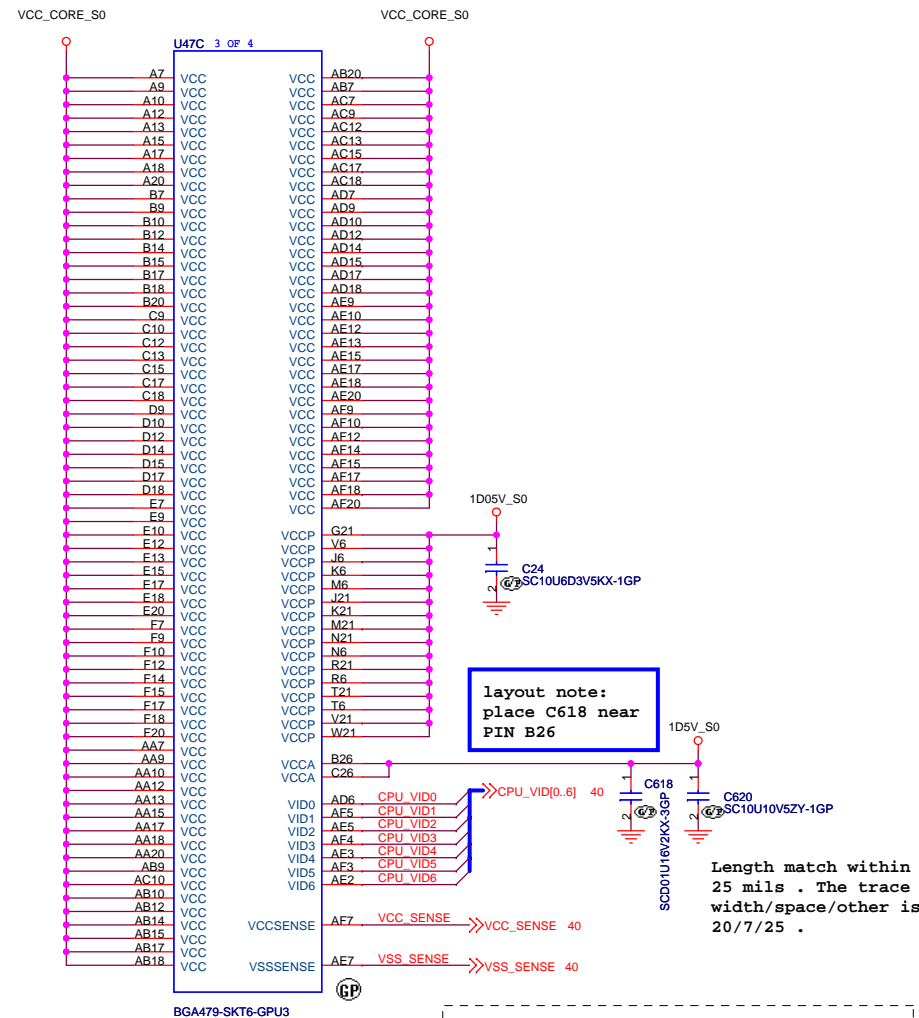 VCC_CORE_S0 VCC_CORE_S0
U47C 3 OF 4
A7 VCC VCC AB20
A9 VCC VCC AB7
A10 VCC VCC AC7
A12 VCC VCC AC9
A13 VCC VCC AC12
A15 VCC VCC AC13
A17 VCC VCC AC15
A18 VCC VCC AC17
A20 VCC VCC AC18
B7 VCC VCC AD7
B9 VCC VCC AD9
B10 VCC VCC AD10
B12 VCC VCC AD12
B14 VCC VCC AD14
B15 VCC VCC AD15
B17 VCC VCC AD17
B18 VCC VCC AD18
B20 VCC VCC AE9
C9 VCC VCC AE10
C10 VCC VCC AE12
C12 VCC VCC AE13
C13 VCC VCC AE15
C15 VCC VCC AE17
C17 VCC VCC AE18
C18 VCC VCC AE20
D9 VCC VCC AF9
D10 VCC VCC AF10
D12 VCC VCC AF12
D14 VCC VCC AF14
D15 VCC VCC AF15
D17 VCC VCC AF17
D18 VCC VCC AF18
E7 VCC VCC AF20
E9 VCC
E10 VCC VCCP G21
E12 VCC VCCP V6
E13 VCC VCCP J6
E15 VCC VCCP K6
E17 VCC VCCP M6
E18 VCC VCCP J21
E20 VCC VCCP K21
F7 VCC VCCP M21
F9 VCC VCCP N21
F10 VCC VCCP N6
F12 VCC VCCP R21
F14 VCC VCCP R6
F15 VCC VCCP T21
F17 VCC VCCP T6
F18 VCC VCCP V21
F20 VCC VCCP W21
AA7 VCC
AA9 VCC VCCA B26
AA10 VCC VCCA C26
AA12 VCC
AA13 VCC VID0 AD6 CPU_VID0
AA15 VCC VID1 AF5 CPU_VID1
AA17 VCC VID2 AE5 CPU_VID2
AA18 VCC VID3 AF4 CPU_VID3
AA20 VCC VID4 AE3 CPU_VID4
AB9 VCC VID5 AF3 CPU_VID5
AC10 VCC VID6 AE2 CPU_VID6
AB10 VCC
AB12 VCC
AB14 VCC VCCSENSE AF7 VCC_SENSE VCC_SENSE 40
AB15 VCC
AB17 VCC
AB18 VCC VSSSENSE AE7 VSS_SENSE VSS_SENSE 40
GP
BGA479-SKT6-GPU3
1D05V_S0
1
2
C24
GP SC10U6D3V5KX-1GP
layout note:
place C618 near
PIN B26
1D5V_S0
CPU_VID[0..6] 40
1
2
C618
GP
SCD01U16V2KX-3GP
1
2
C620
GP SC10U10V5ZY-1GP
Length match within
25 mils . The trace
width/space/other is
20/7/25 .